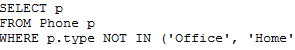 SELECT p
FROM Phone p
WHERE p.type NOT IN ('Office', 'Home'